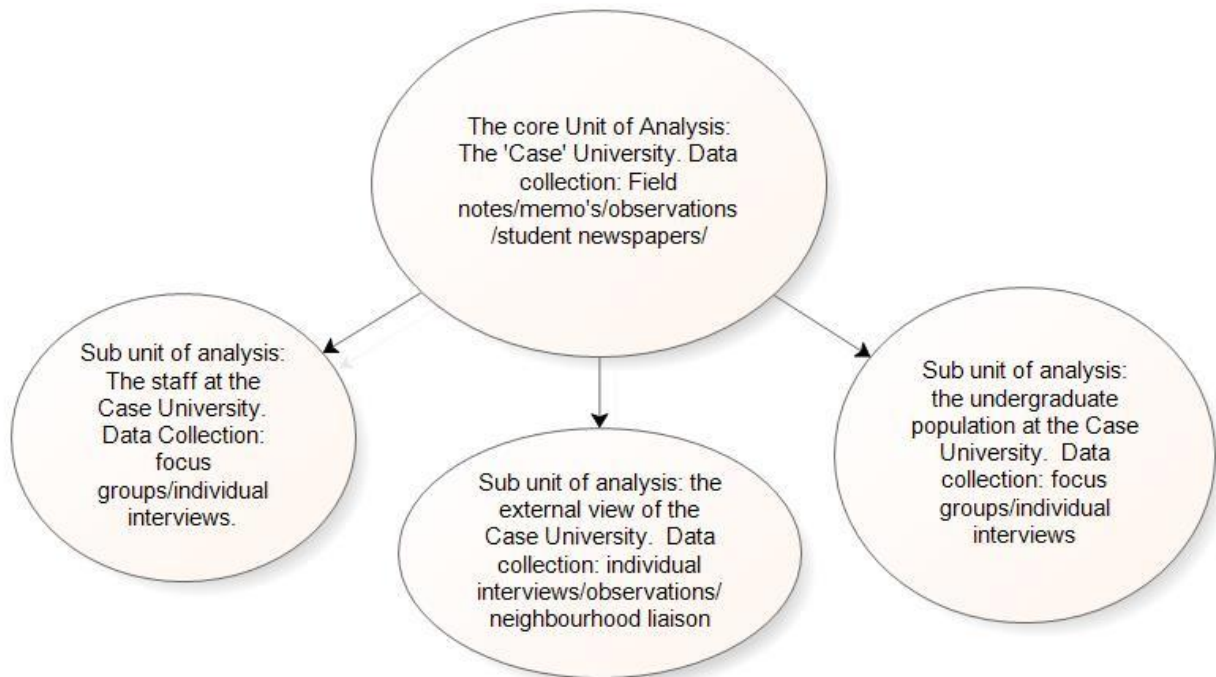 The core Unit of Analysis:
The 'Case' University. Data
collection: Field
notes/memo's/observations
/student newspapers/
Sub unit of analysis:
The staff at the
Case University.
Data Collection:
focus
groups/individual
interviews.
Sub unit of analysis: the
external view of the
Case University.  Data
collection: individual
interviews/observations/
neighbourhood liaison
Sub unit of analysis:
the undergraduate
population at the Case
University.  Data
collection: focus
groups/individual
interviews